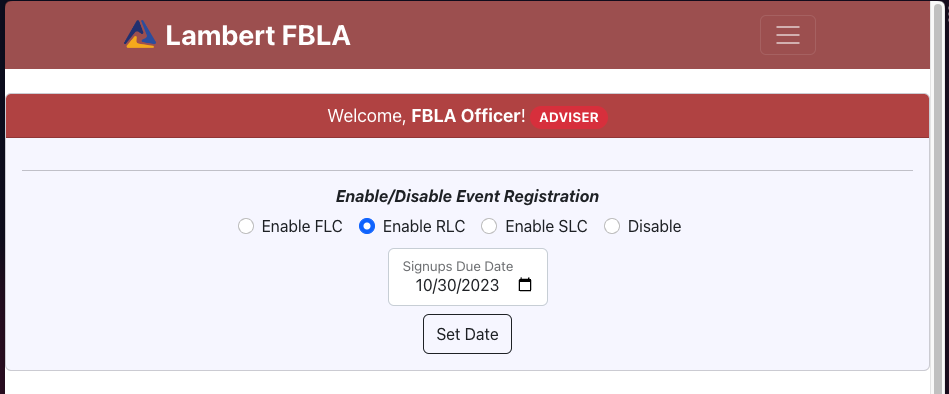 Lambert FBLA
Welcome, FBLA Officer! ADVISER
Enable/Disable Event Registration
Enable FLC Enable RLC Enable SLC Disable
Signups Due Date
10/30/2023
Set Date